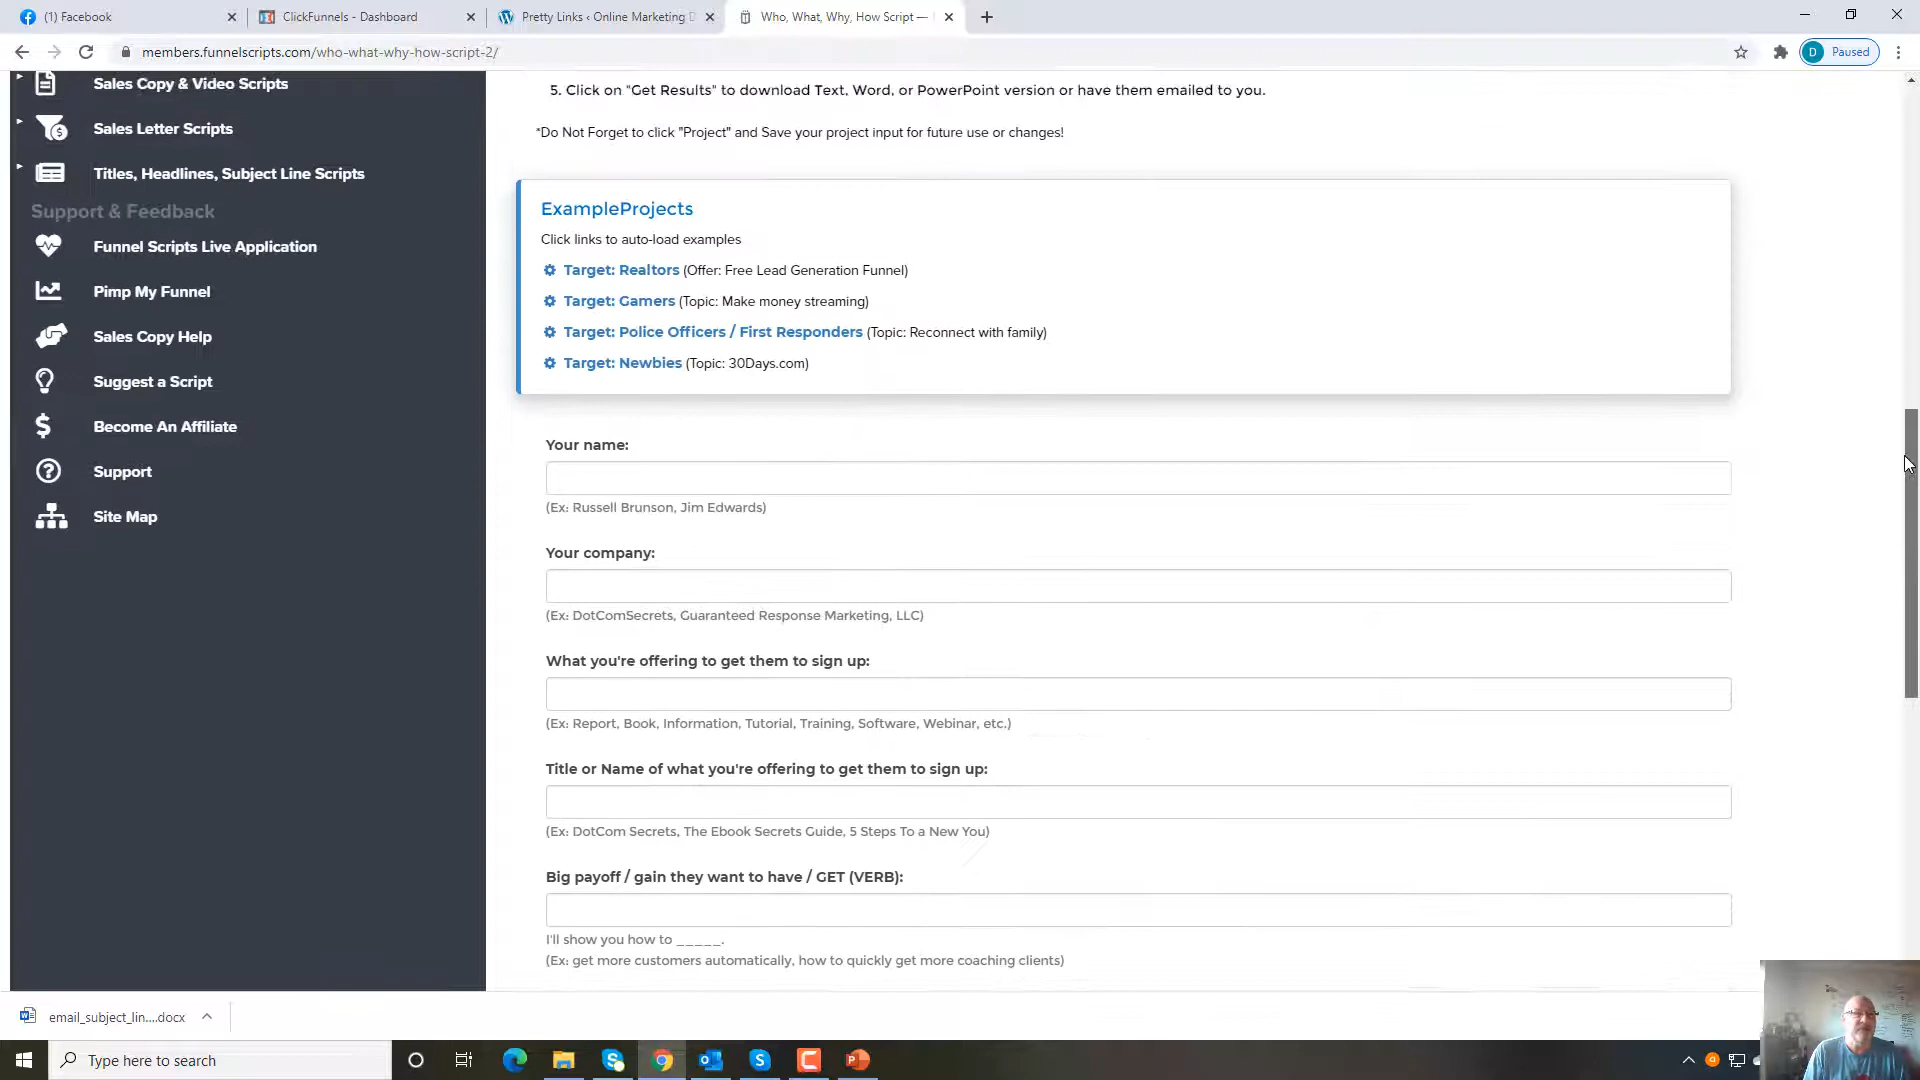 (1) Facebook
ClickFunnels - Dashboard
Pretty Links ‹ Online Marketing D
Who, What, Why, How Script —
members.funnelscripts.com/who-what-why-how-script-2/
D Paused
Sales Copy & Video Scripts
Sales Letter Scripts
Titles, Headlines, Subject Line Scripts
Support & Feedback
Funnel Scripts Live Application
Pimp My Funnel
Sales Copy Help
Suggest a Script
Become An Affiliate
Support
Site Map
5. Click on "Get Results" to download Text, Word, or PowerPoint version or have them emailed to you.
*Do Not Forget to click "Project" and Save your project input for future use or changes!
ExampleProjects
Click links to auto-load examples
Target: Realtors (Offer: Free Lead Generation Funnel)
Target: Gamers (Topic: Make money streaming)
Target: Police Officers / First Responders (Topic: Reconnect with family)
Target: Newbies (Topic: 30Days.com)
Your name:
(Ex: Russell Brunson, Jim Edwards)
Your company:
(Ex: DotComSecrets, Guaranteed Response Marketing, LLC)
What you're offering to get them to sign up:
(Ex: Report, Book, Information, Tutorial, Training, Software, Webinar, etc.)
Title or Name of what you're offering to get them to sign up:
(Ex: DotCom Secrets, The Ebook Secrets Guide, 5 Steps To a New You)
Big payoff / gain they want to have / GET (VERB):
I'll show you how to _____.
(Ex: get more customers automatically, how to quickly get more coaching clients)
email_subject_lin....docx
Type here to search